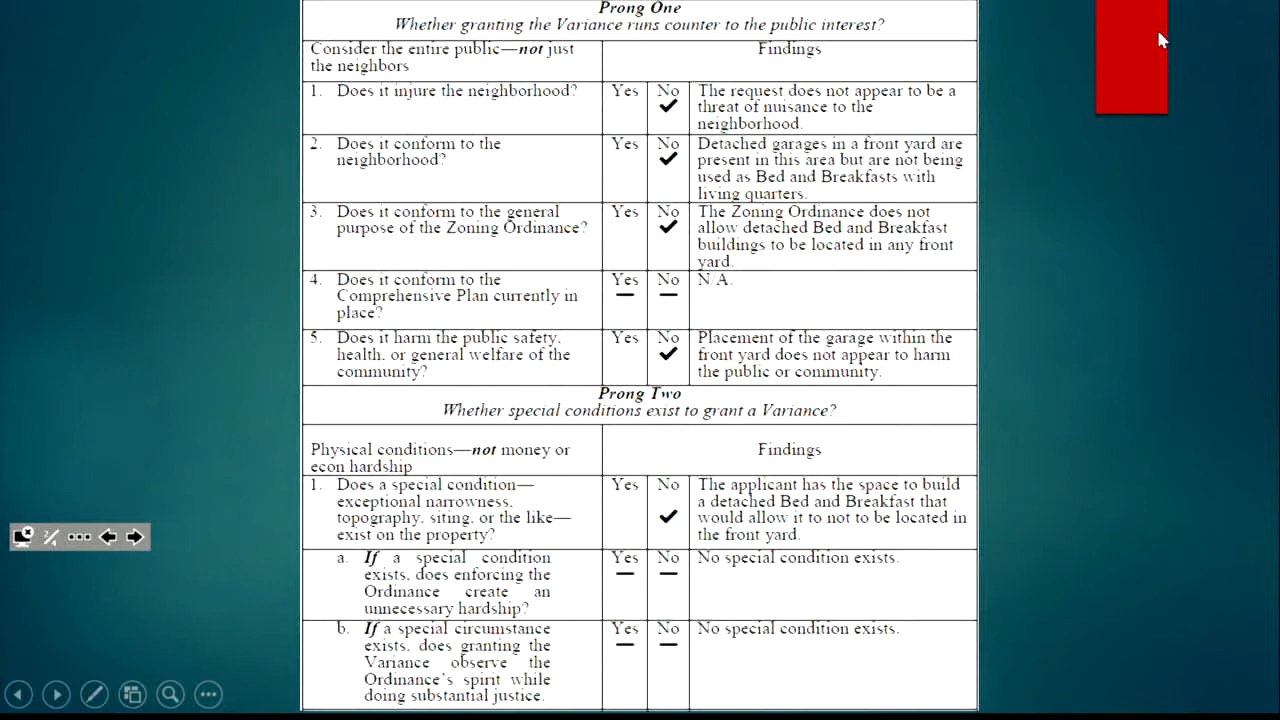 Prong One
Whether granting the Variance runs counter to the public interest?
Consider the entire public—not just
the neighbors
Findings
1. Does it injure the neighborhood?
Yes
No
✔
The request does not appear to be a
threat of nuisance to the
neighborhood.
2. Does it conform to the
neighborhood?
Yes
No
✔
Detached garages in a front yard are
present in this area but are not being
used as Bed and Breakfasts with
living quarters.
3. Does it conform to the general
purpose of the Zoning Ordinance?
Yes
No
✔
The Zoning Ordinance does not
allow detached Bed and Breakfast
buildings to be located in any front
yard.
4. Does it conform to the
Comprehensive Plan currently in
place?
Yes
—
No
—
N/A.
5. Does it harm the public safety,
health, or general welfare of the
community?
Yes
No
✔
Placement of the garage within the
front yard does not appear to harm
the public or community.
Prong Two
Whether special conditions exist to grant a Variance?
Physical conditions—not money or
econ hardship
Findings
1. Does a special condition—
exceptional narrowness,
topography, siting, or the like—
exist on the property?
Yes
No
✔
The applicant has the space to build
a detached Bed and Breakfast that
would allow it to not to be located in
the front yard.
a. If a special condition
exists, does enforcing the
Ordinance create an
unnecessary hardship?
Yes
—
No
—
No special condition exists.
b. If a special circumstance
exists, does granting the
Variance observe the
Ordinance's spirit while
doing substantial justice.
Yes
—
No
—
No special condition exists.